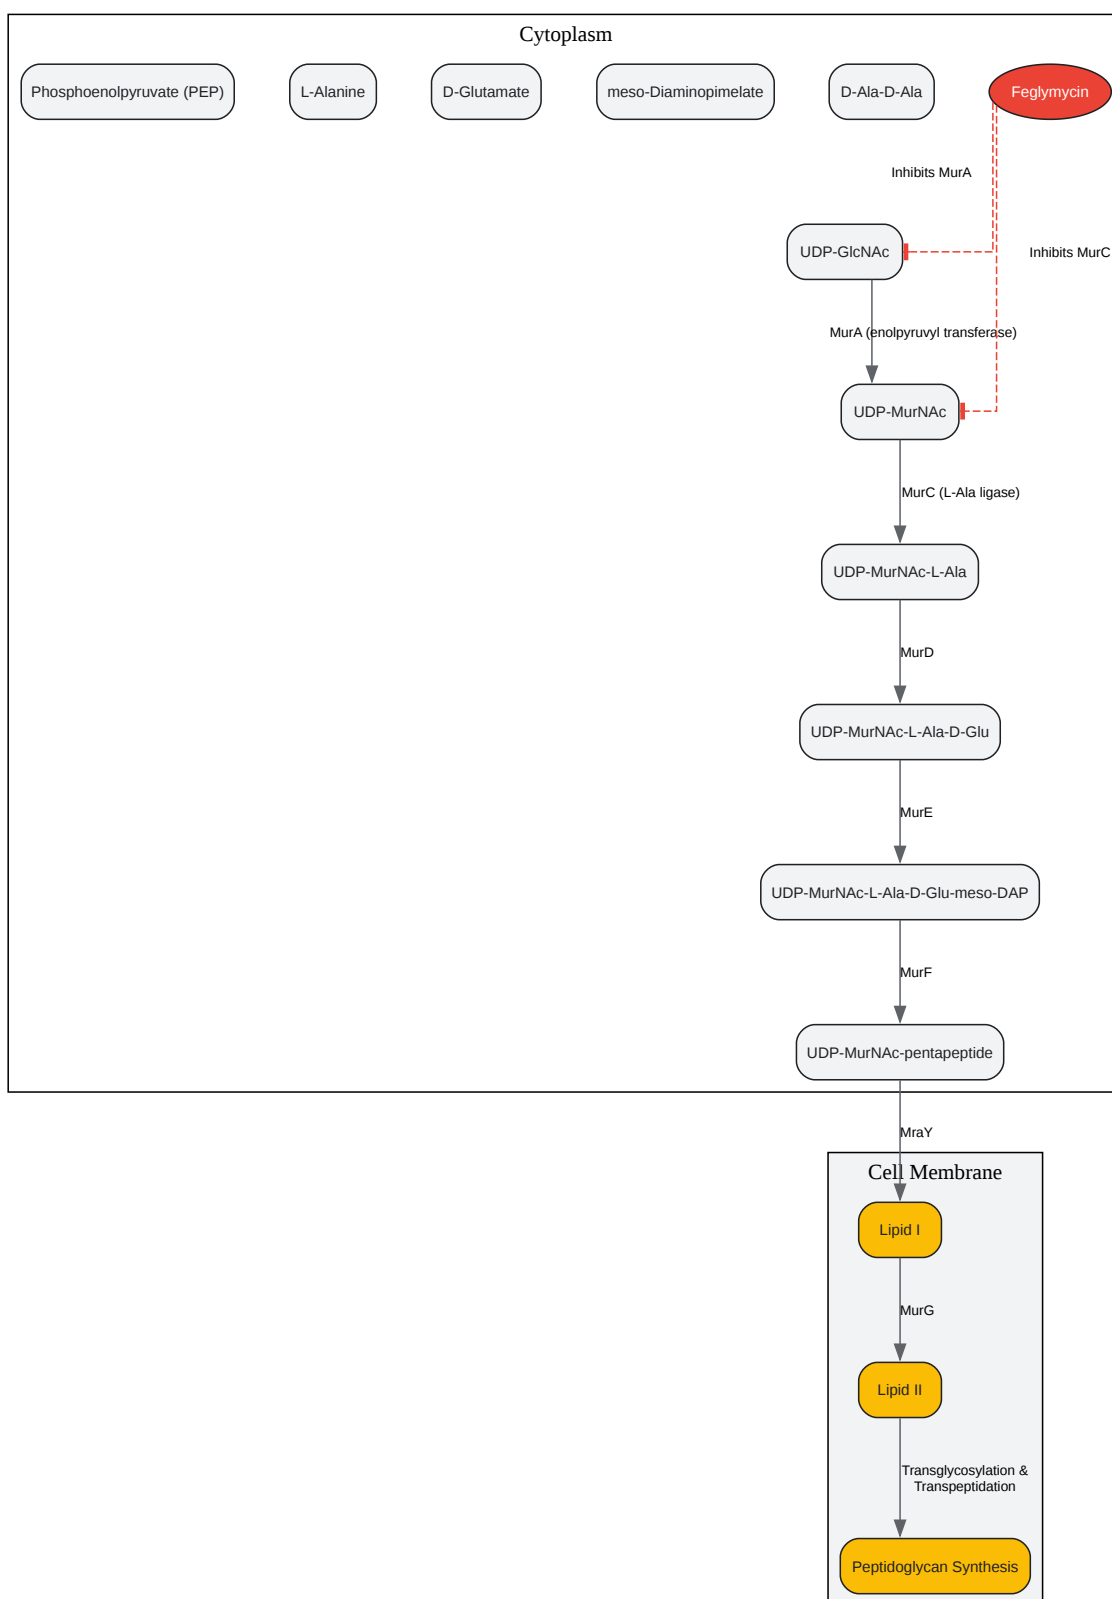 Cytoplasm
Phosphoenolpyruvate (PEP)
L-Alanine
D-Glutamate
meso-Diaminopimelate
D-Ala-D-Ala
Feglymycin
Inhibits MurA
UDP-GlcNAc
Inhibits MurC
MurA (enolpyruvyl transferase)
UDP-MurNAc
MurC (L-Ala ligase)
UDP-MurNAc-L-Ala
MurD
UDP-MurNAc-L-Ala-D-Glu
MurE
UDP-MurNAc-L-Ala-D-Glu-meso-DAP
MurF
UDP-MurNAc-pentapeptide
MraY
Cell Membrane
Lipid I
MurG
Lipid II
Transglycosylation &
Transpeptidation
Peptidoglycan Synthesis